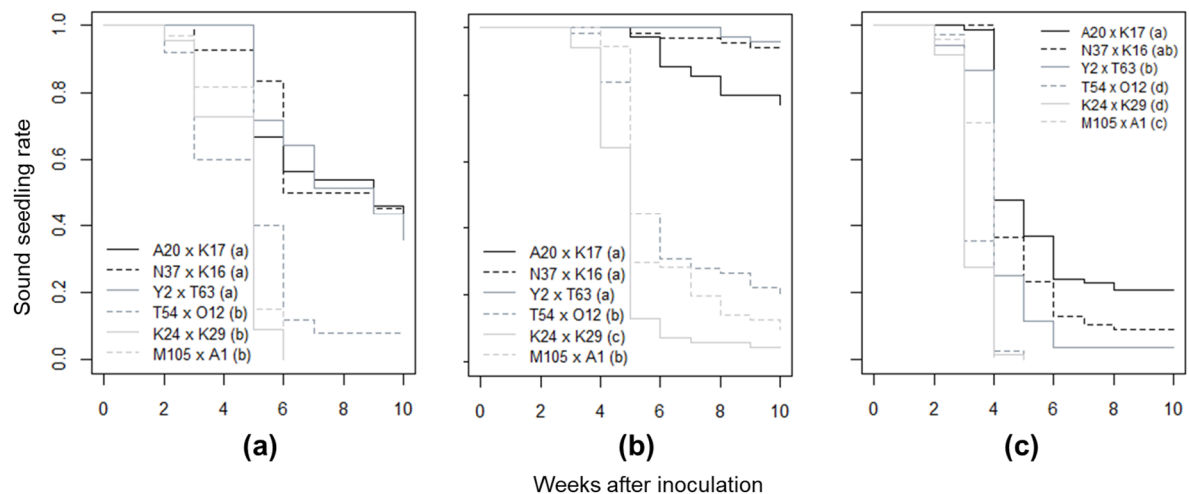 Sound seedling rate
1.0
0.8
0.6
0.4
0.2
0.0
A20 x K17 (a)
N37 x K16 (a)
Y2 x T63 (a)
T54 x O12 (b)
K24 x K29 (b)
M105 x A1 (b)
0 2 4 6 8 10
(a)
A20 x K17 (a)
N37 x K16 (a)
Y2 x T63 (a)
T54 x O12 (b)
K24 x K29 (c)
M105 x A1 (b)
0 2 4 6 8 10
(b)
A20 x K17 (a)
N37 x K16 (ab)
Y2 x T63 (b)
T54 x O12 (d)
K24 x K29 (d)
M105 x A1 (c)
0 2 4 6 8 10
(c)
Weeks after inoculation